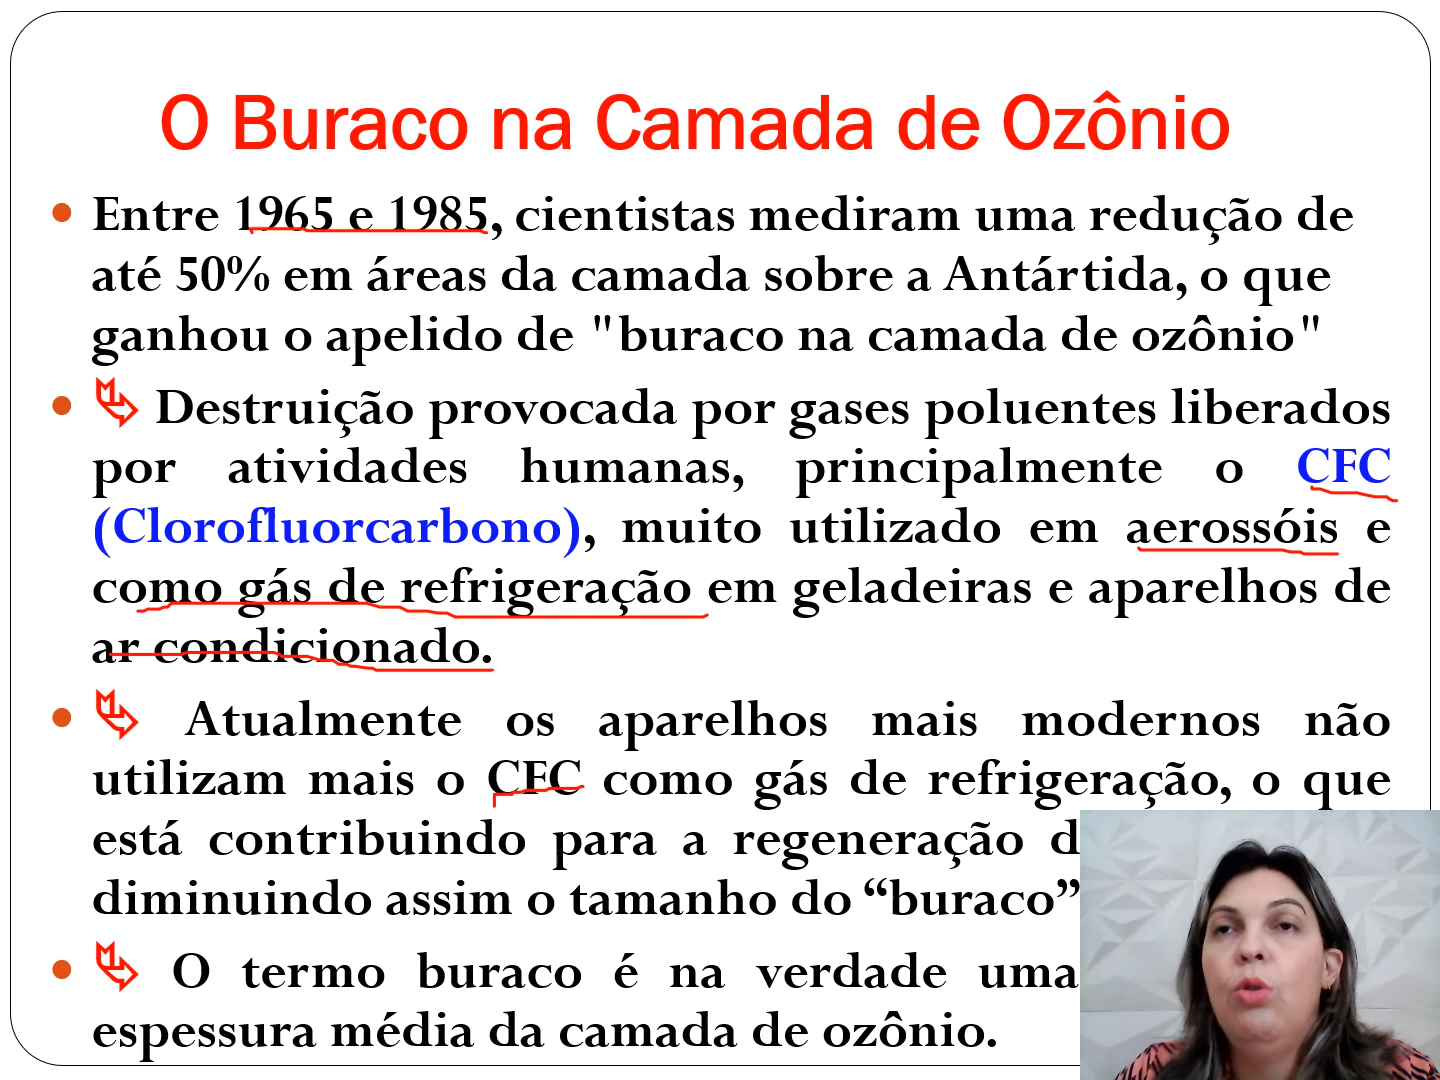 O Buraco na Camada de Ozônio
Entre 1965 e 1985, cientistas mediram uma redução de
até 50% em áreas da camada sobre a Antártida, o que
ganhou o apelido de "buraco na camada de ozônio"
Destruição provocada por gases poluentes liberados
por atividades humanas, principalmente o CFC
(Clorofluorcarbono), muito utilizado em aerossóis e
como gás de refrigeração em geladeiras e aparelhos de
ar condicionado.
Atualmente os aparelhos mais modernos não
utilizam mais o CFC como gás de refrigeração, o que
está contribuindo para a regeneração
diminuindo assim o tamanho do “buraco”
O termo buraco é na verdade uma
espessura média da camada de ozônio.